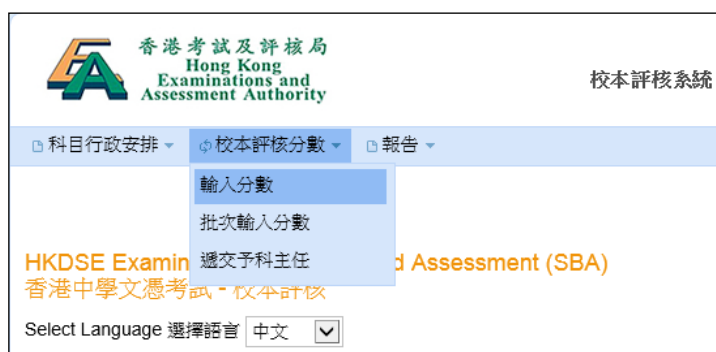 香港考試及評核局
Hong Kong
Examinations and
Assessment Authority
校本評核系統
科目行政安排 校本評核分數 報告
輸入分數
批次輸入分數
遞交予科主任
HKDSE Examin d Assessment (SBA)
香港中學文憑考試 - 校本評核
Select Language 選擇語言 中文